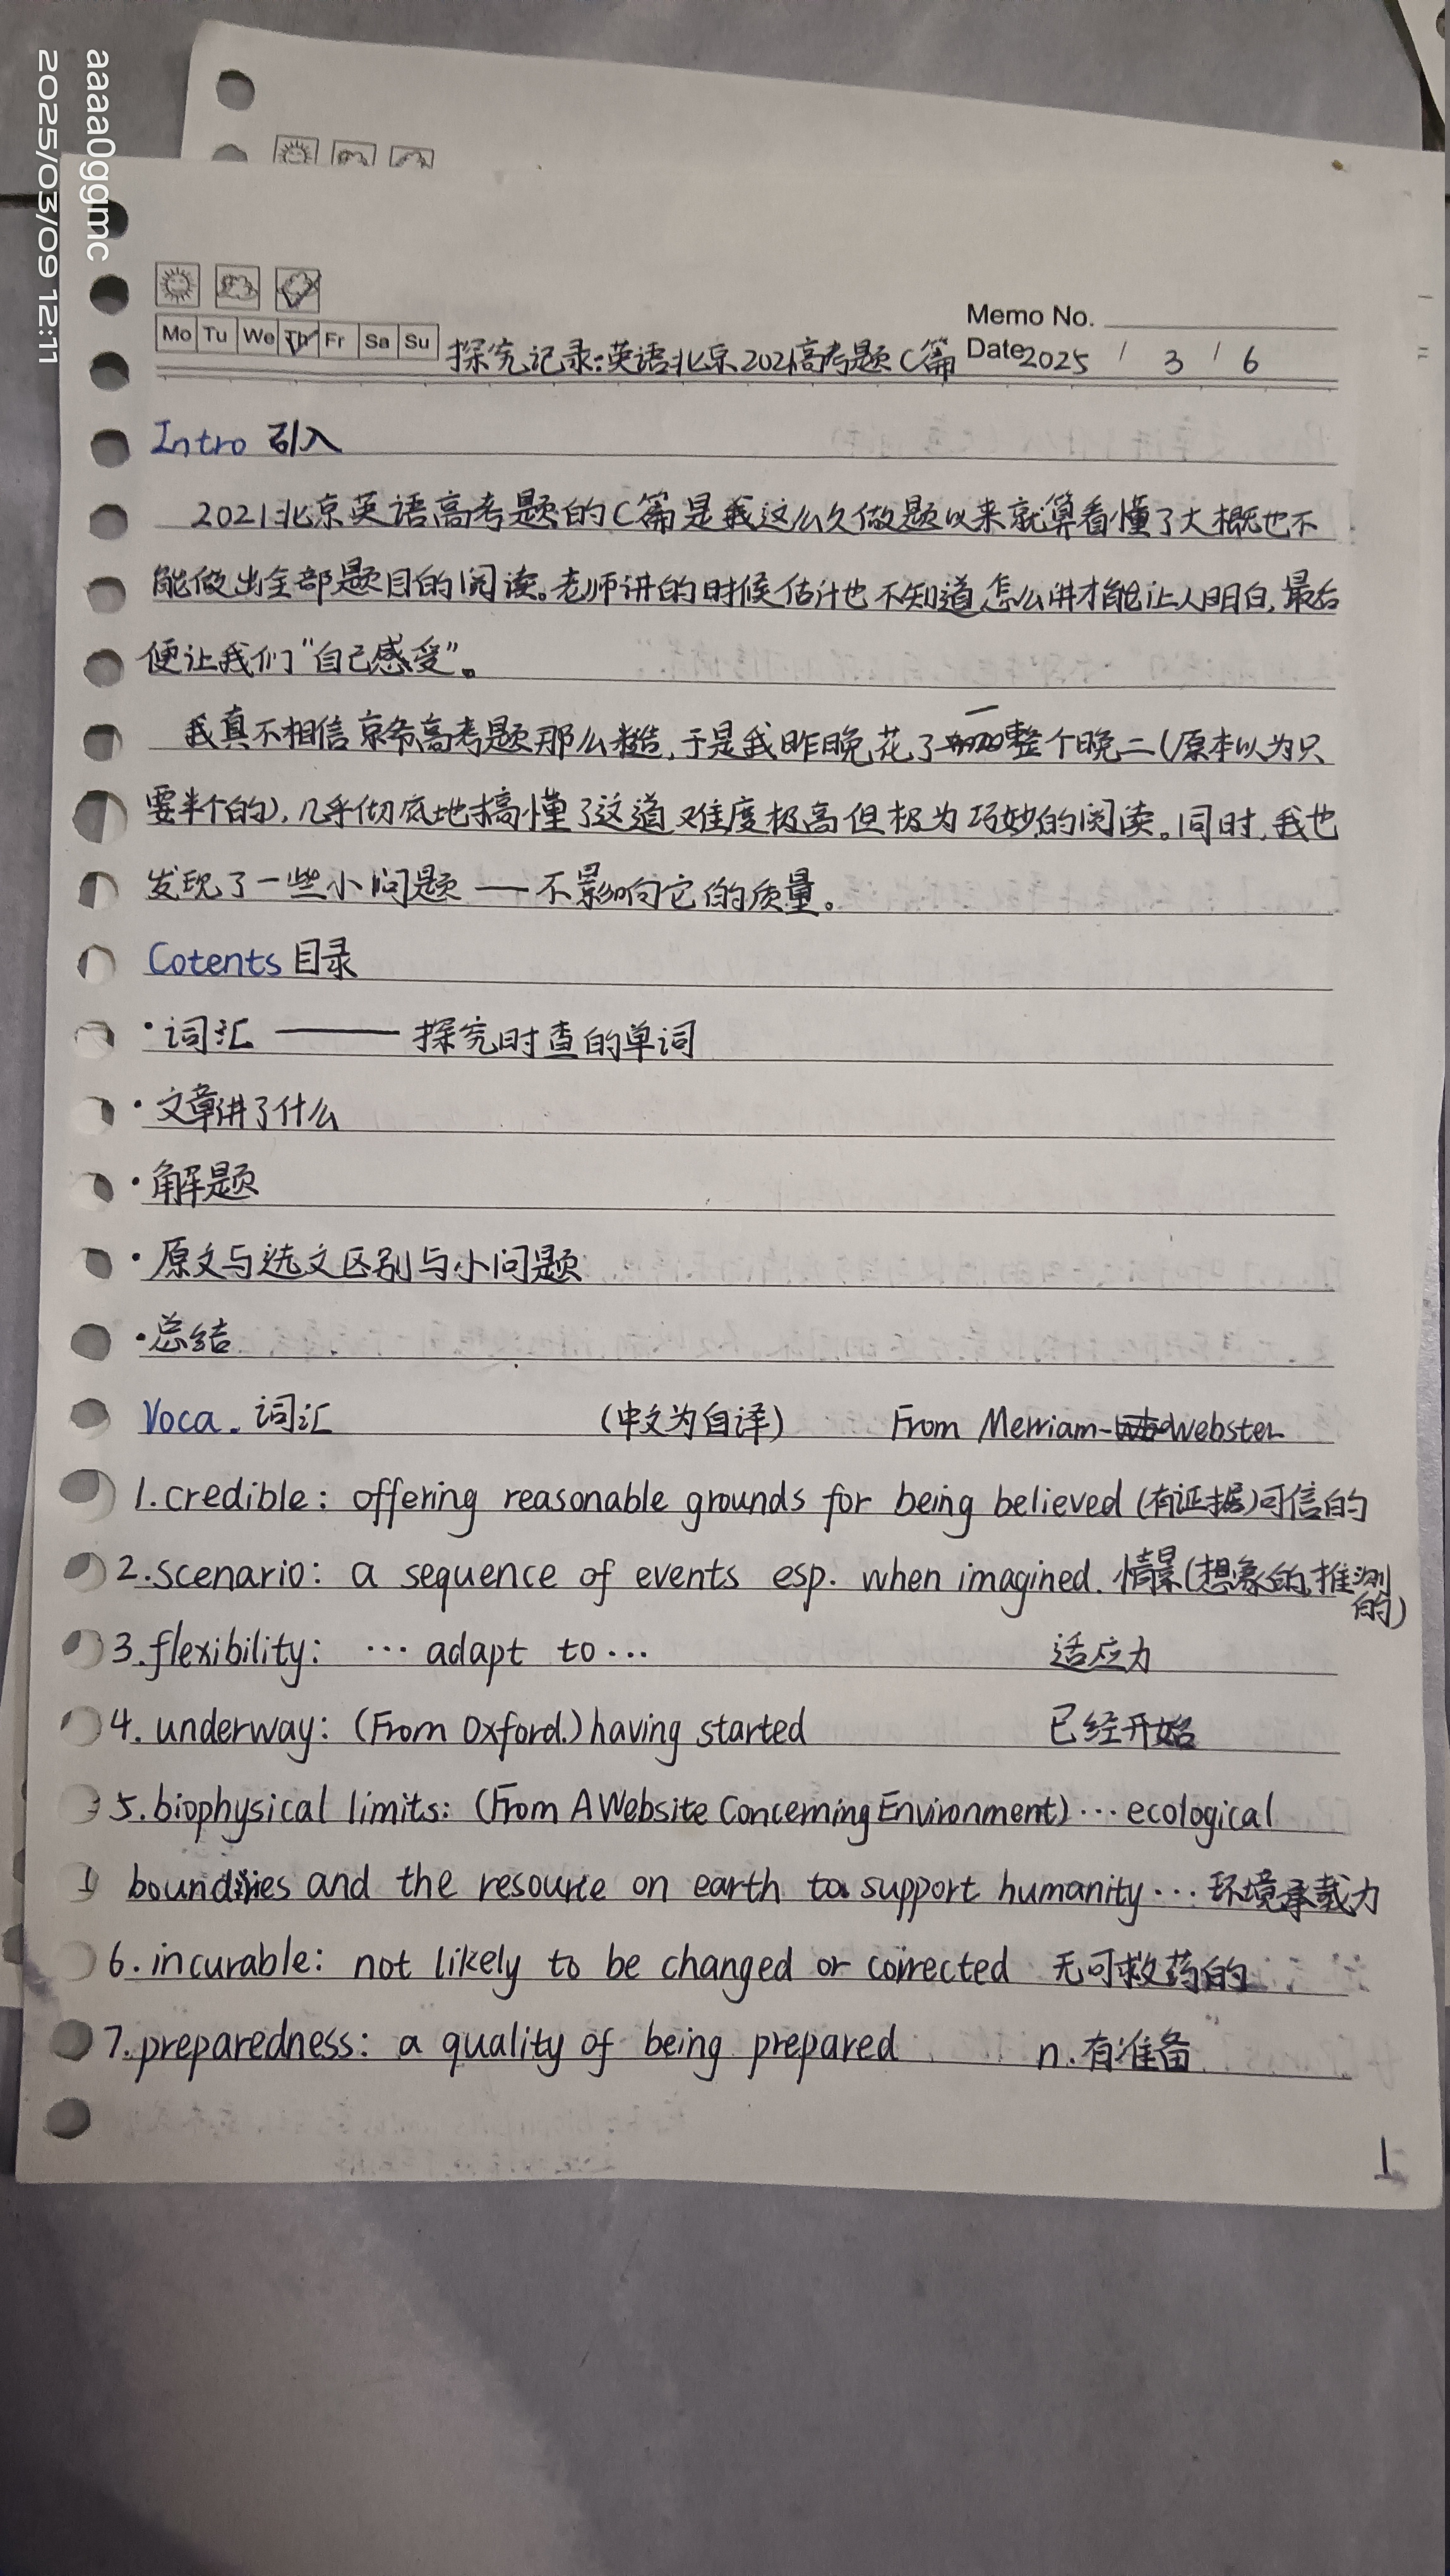 aaaa0ggmc
2025/03/09 12:11
Memo No.
Mo Tu We Th Fr Sa Su
探究记录:英语北京2021高考题C篇
Date 2025 / 3 / 6
Intro 引入
2021北京英语高考题的C篇是我这么久做题以来就算看懂了大概也不
能做出全部题目的阅读。老师讲的时候估计也不知道怎么讲才能让人明白,最后
便让我们"自己感受"。
我真不相信京爷高考题那么糙,于是我昨晚花了一整个晚二(原本以为只
要半个的),几乎彻底地搞懂了这道难度极高但极为巧妙的阅读。同时,我也
发现了一些小问题——不影响它的质量。
Cotents 目录
·词汇 —— 探究时查的单词
·文章讲了什么
·解题
·原文与选文区别与小问题
·总结
Voca. 词汇 (中文为自译) From Merriam-Webster
1.credible: offering reasonable grounds for being believed (有证据)可信的
2.scenario: a sequence of events esp. when imagined. 情景(想象的,推测的)
3.flexibility: ... adapt to... 适应力
4. underway: (From Oxford.) having started 已经开始
5.biophysical limits: (From A Website Concerning Environment) ... ecological
and the resource on earth to support humanity... 环境承载力
6. incurable: not likely to be changed or corrected 无可救药的
7.preparedness: a quality of being prepared n.有准备
1